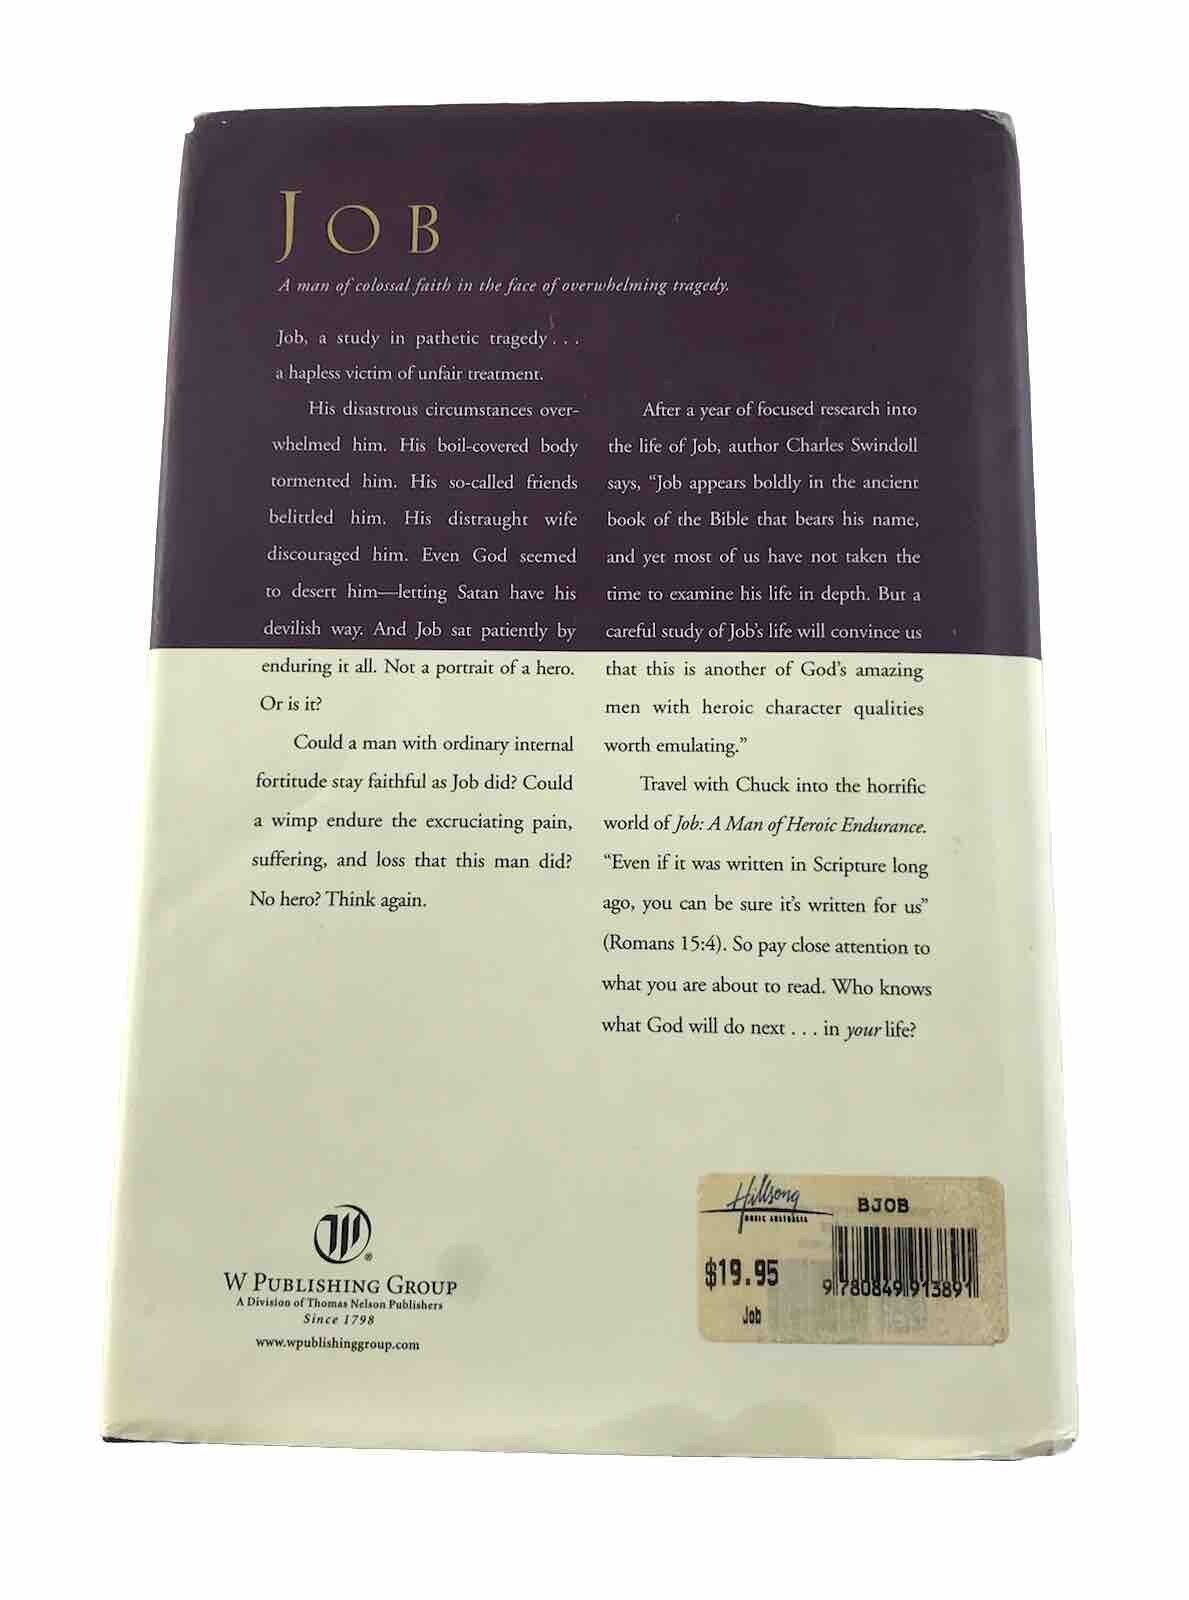 JOB
A man of colossal faith in the face of overwhelming tragedy.
Job, a study in pathetic tragedy . . .
a hapless victim of unfair treatment.
His disastrous circumstances over-
whelmed him. His boil-covered body
tormented him. His so-called friends
belittled him. His distraught wife
discouraged him. Even God seemed
to desert him—letting Satan have his
devilish way. And Job sat patiently by
enduring it all. Not a portrait of a hero.
Or is it?
Could a man with ordinary internal
fortitude stay faithful as Job did? Could
a wimp endure the excruciating pain,
suffering, and loss that this man did?
No hero? Think again.
After a year of focused research into
the life of Job, author Charles Swindoll
says, “Job appears boldly in the ancient
book of the Bible that bears his name,
and yet most of us have not taken the
time to examine his life in depth. But a
careful study of Job’s life will convince us
that this is another of God’s amazing
men with heroic character qualities
worth emulating.”
Travel with Chuck into the horrific
world of Job: A Man of Heroic Endurance.
“Even if it was written in Scripture long
ago, you can be sure it’s written for us”
(Romans 15:4). So pay close attention to
what you are about to read. Who knows
what God will do next . . . in your life?
W
®
W PUBLISHING GROUP
A Division of Thomas Nelson Publishers
Since 1798
www.wpublishinggroup.com
Hillsong
MUSIC AUSTRALIA
BJOB
$19.95
9 780849 913891
Job